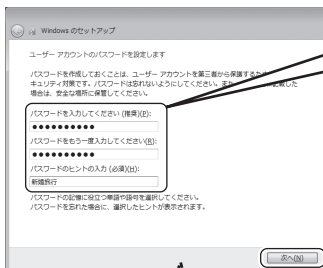 Windows のセットアップ
ユーザー アカウントのパスワードを設定します
パスワードを作成しておくことは、ユーザー アカウントを第三者から保護するため
キュリティ対策です。パスワードは忘れないようにしてください。また
場合は、安全な場所に保管してください。
パスワードを入力してください (推奨)(P):
●●●●●●●●●●
パスワードをもう一度入力してください(R):
●●●●●●●●●●
パスワードのヒントの入力 (必須)(H):
新婚旅行
パスワードの記憶に役立つ単語や語句を選択してください。
パスワードを忘れた場合に、選択したヒントが表示されます。
次へ(N)